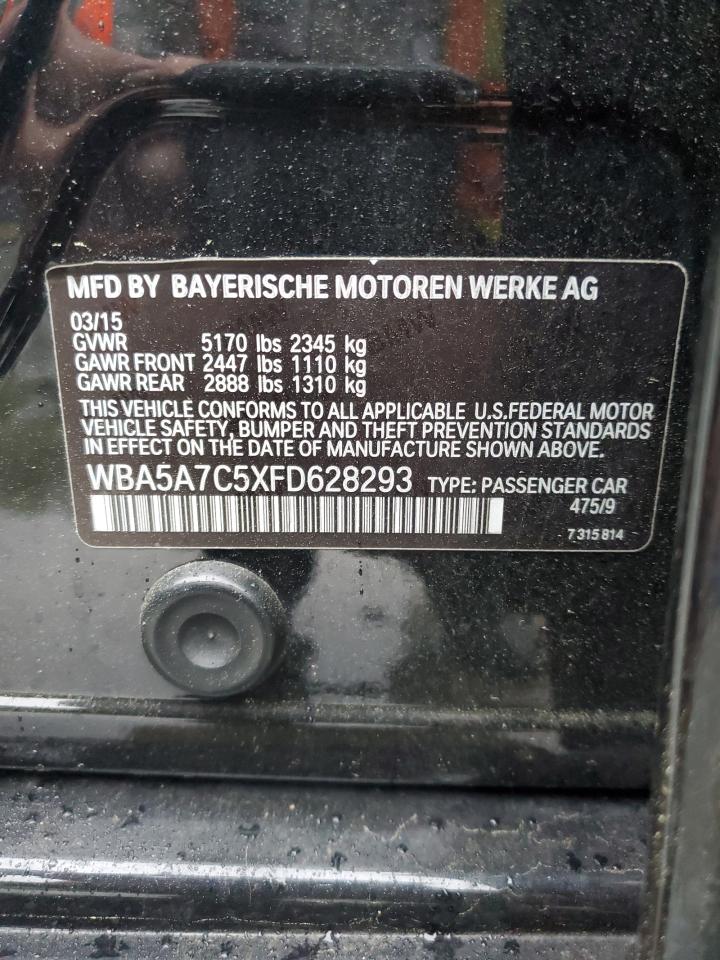 MFD BY BAYERISCHE MOTOREN WERKE AG
03/15
GVWR 5170 lbs 2345 kg
GAWR FRONT 2447 lbs 1110 kg
GAWR REAR 2888 lbs 1310 kg
THIS VEHICLE CONFORMS TO ALL APPLICABLE U.S.FEDERAL MOTOR
VEHICLE SAFETY, BUMPER AND THEFT PREVENTION STANDARDS
IN EFFECT ON THE DATE OF MANUFACTURE SHOWN ABOVE.
WBA5A7C5XFD628293 TYPE: PASSENGER CAR
475/9
7 315 814